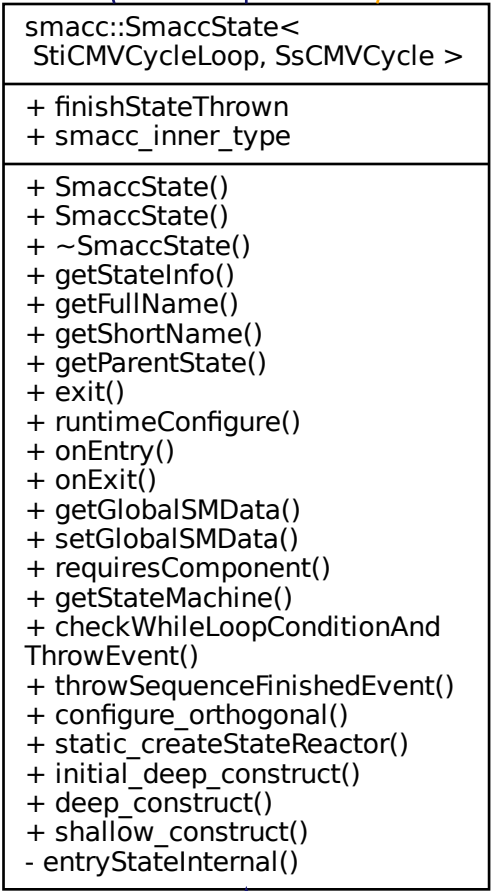 smacc::SmaccState<
StiCMVCycleLoop, SsCMVCycle >
+ finishStateThrown
+ smacc_inner_type
+ SmaccState()
+ SmaccState()
+ ~SmaccState()
+ getStateInfo()
+ getFullName()
+ getShortName()
+ getParentState()
+ exit()
+ runtimeConfigure()
+ onEntry()
+ onExit()
+ getGlobalSMData()
+ setGlobalSMData()
+ requiresComponent()
+ getStateMachine()
+ checkWhileLoopConditionAnd
ThrowEvent()
+ throwSequenceFinishedEvent()
+ configure_orthogonal()
+ static_createStateReactor()
+ initial_deep_construct()
+ deep_construct()
+ shallow_construct()
- entryStateInternal()